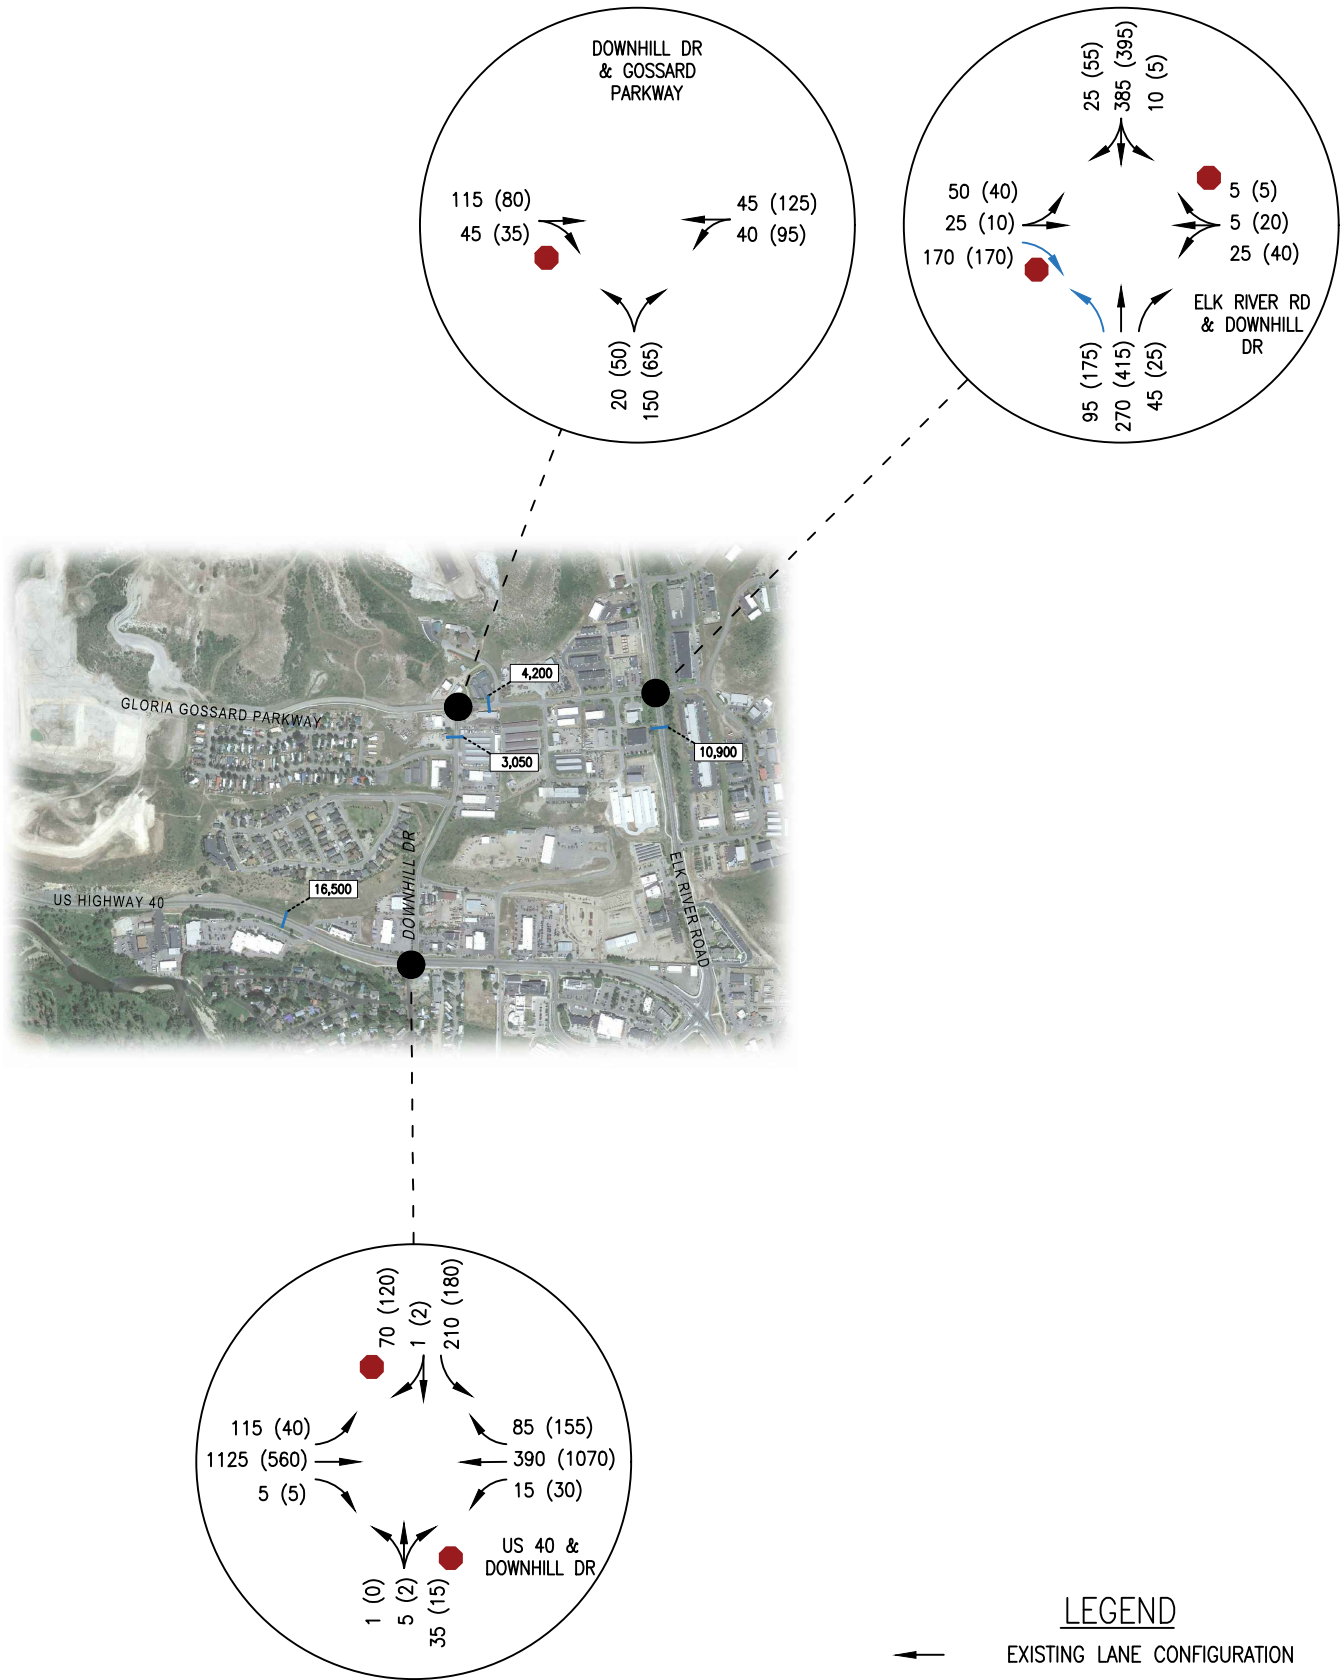 DOWNHILL DR
& GOSSARD
PARKWAY
115 (80)
45 (35)
45 (125)
40 (95)
20 (50)
150 (65)
25 (55)
385 (395)
10 (5)
50 (40)
25 (10)
170 (170)
5 (5)
5 (20)
25 (40)
ELK RIVER RD
& DOWNHILL
DR
95 (175)
270 (415)
45 (25)
4,200
GLORIA GOSSARD PARKWAY
3,050
10,900
16,500
US HIGHWAY 40
DOWNHILL DR
ELK RIVER ROAD
70 (120)
1 (2)
210 (180)
115 (40)
1125 (560)
5 (5)
85 (155)
390 (1070)
15 (30)
US 40 &
DOWNHILL DR
1 (0)
5 (2)
35 (15)
LEGEND
EXISTING LANE CONFIGURATION